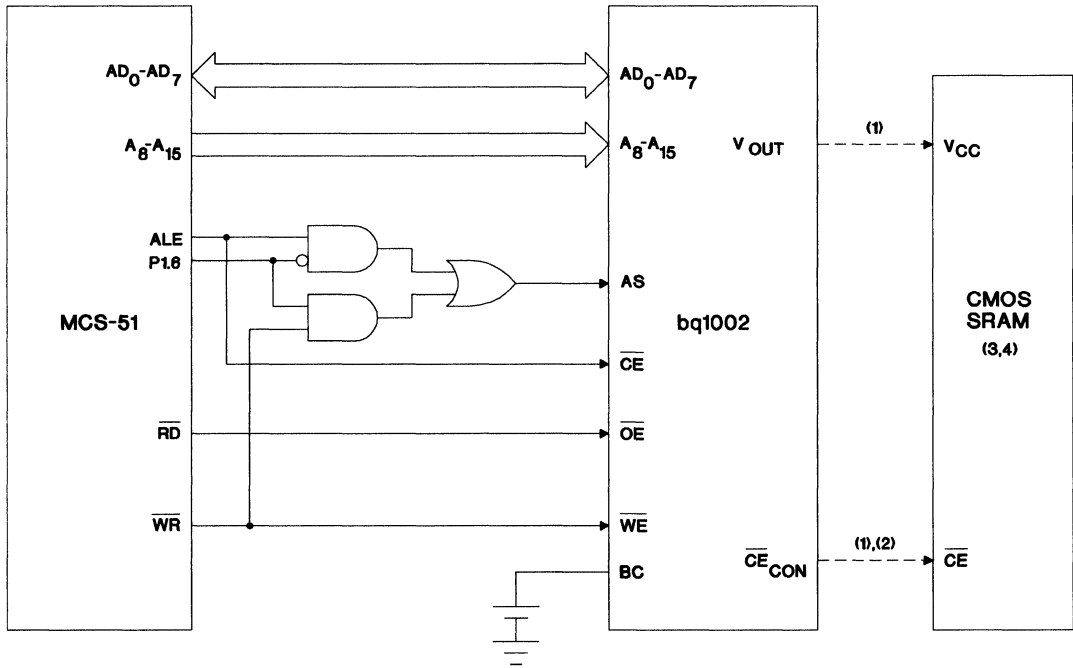 MCS-51
AD0-AD7
A8-A15
ALE
P1.6
RD
WR
bq1002
AD0-AD7
A8-A15
AS
CE
OE
WE
BC
VOUT
CECON
(1)
(1),(2)
VCC
CMOS
SRAM
(3,4)
CE